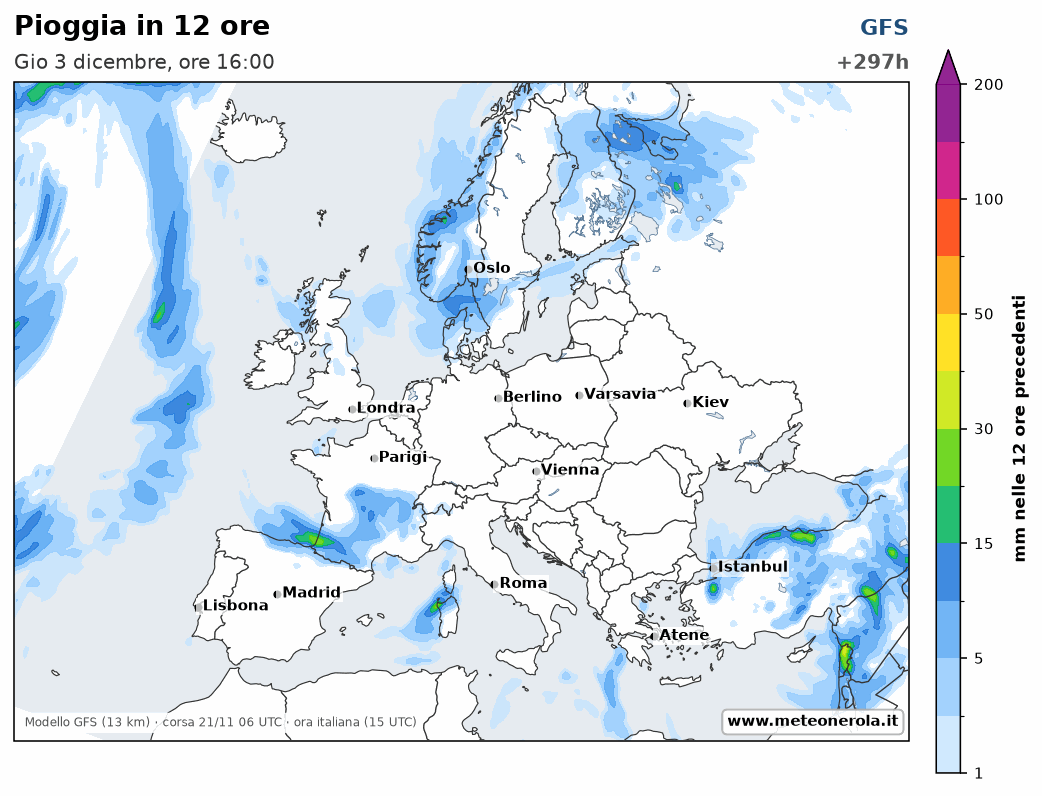 Pioggia in 12 ore
GFS
Gio 3 dicembre, ore 16:00
+297h
200
100
50
30
15
5
1
mm nelle 12 ore precedenti
Oslo
Berlino
Varsavia
Kiev
Londra
Parigi
Vienna
Istanbul
Roma
Madrid
Lisbona
Atene
Modello GFS (13 km) · corsa 21/11 06 UTC · ora italiana (15 UTC)
www.meteonerola.it